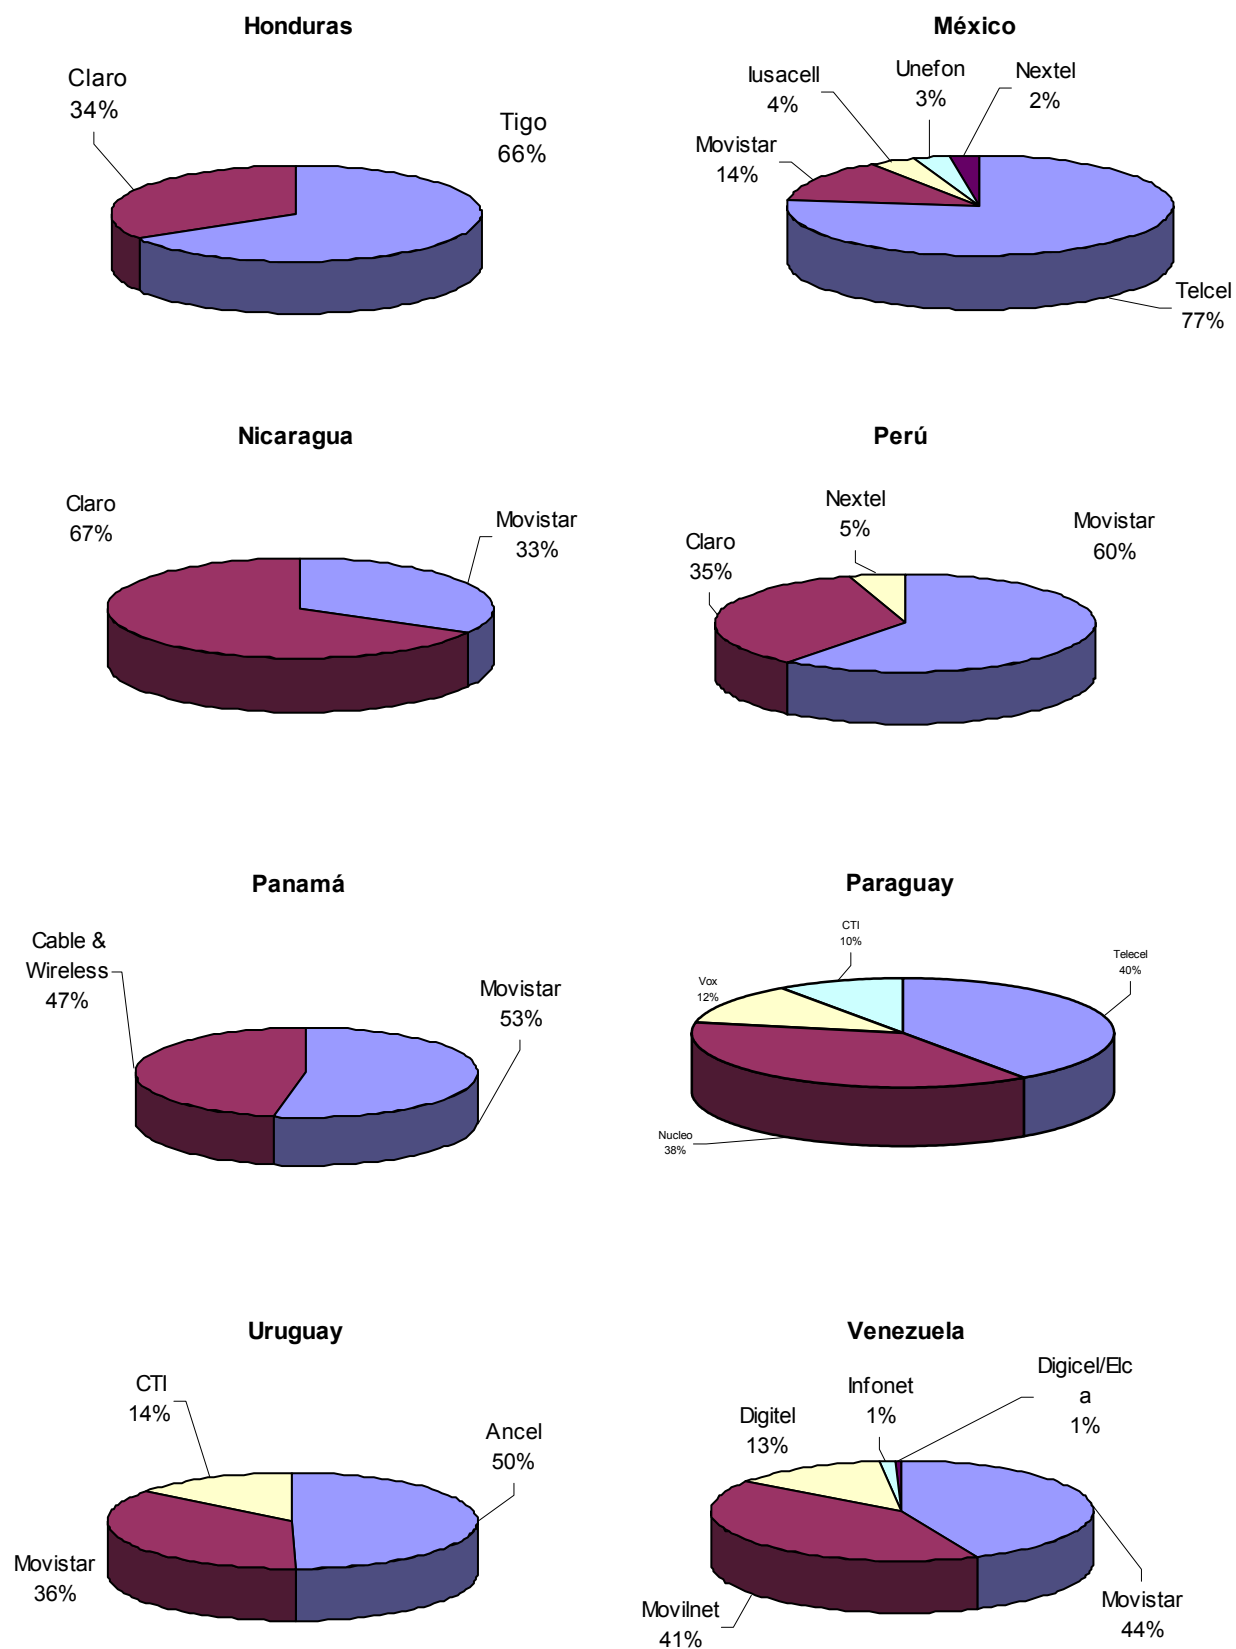 Honduras
Claro
34%
Tigo
66%
México
Iusacell
4%
Unefon
3%
Nextel
2%
Movistar
14%
Telcel
77%
Nicaragua
Claro
67%
Movistar
33%
Perú
Nextel
5%
Movistar
60%
Claro
35%
Panamá
Cable &
Wireless
47%
Movistar
53%
Paraguay
CTI
10%
Telecel
40%
Vox
12%
Nucleo
38%
Uruguay
CTI
14%
Ancel
50%
Movistar
36%
Venezuela
Digicel/Elc
a
1%
Infonet
1%
Digitel
13%
Movistar
44%
Movilnet
41%